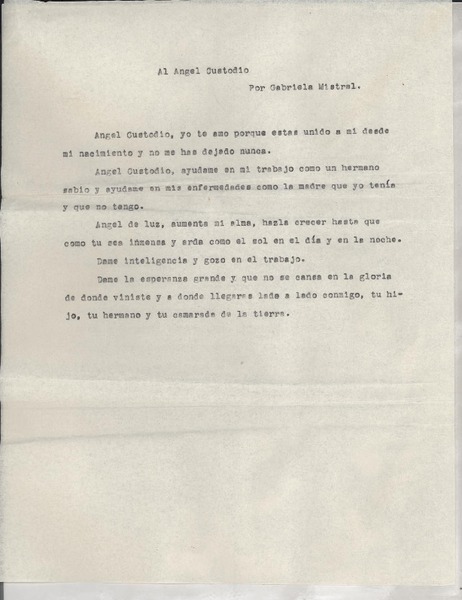 Al Angel Custodio
Por Gabriela Mistral.
Angel Custodio, yo te amo porque estas unido a mi desde
mi nacimiento y no me has dejado nunca.
Angel Custodio, ayudame en mi trabajo como un hermano
sabio y ayudame en mis enfermedades como la madre que yo tenía
y que no tengo.
Angel de luz, aumenta mi alma, hazla crecer hasta que
como tu sea inmensa y arda como el sol en el día y en la noche.
Dame inteligencia y gozo en el trabajo.
Dame la esperanza grande y que no se cansa en la gloria
de donde viniste y a donde llegaras lado a lado conmigo, tu hi-
jo, tu hermano y tu camarada de la tierra.